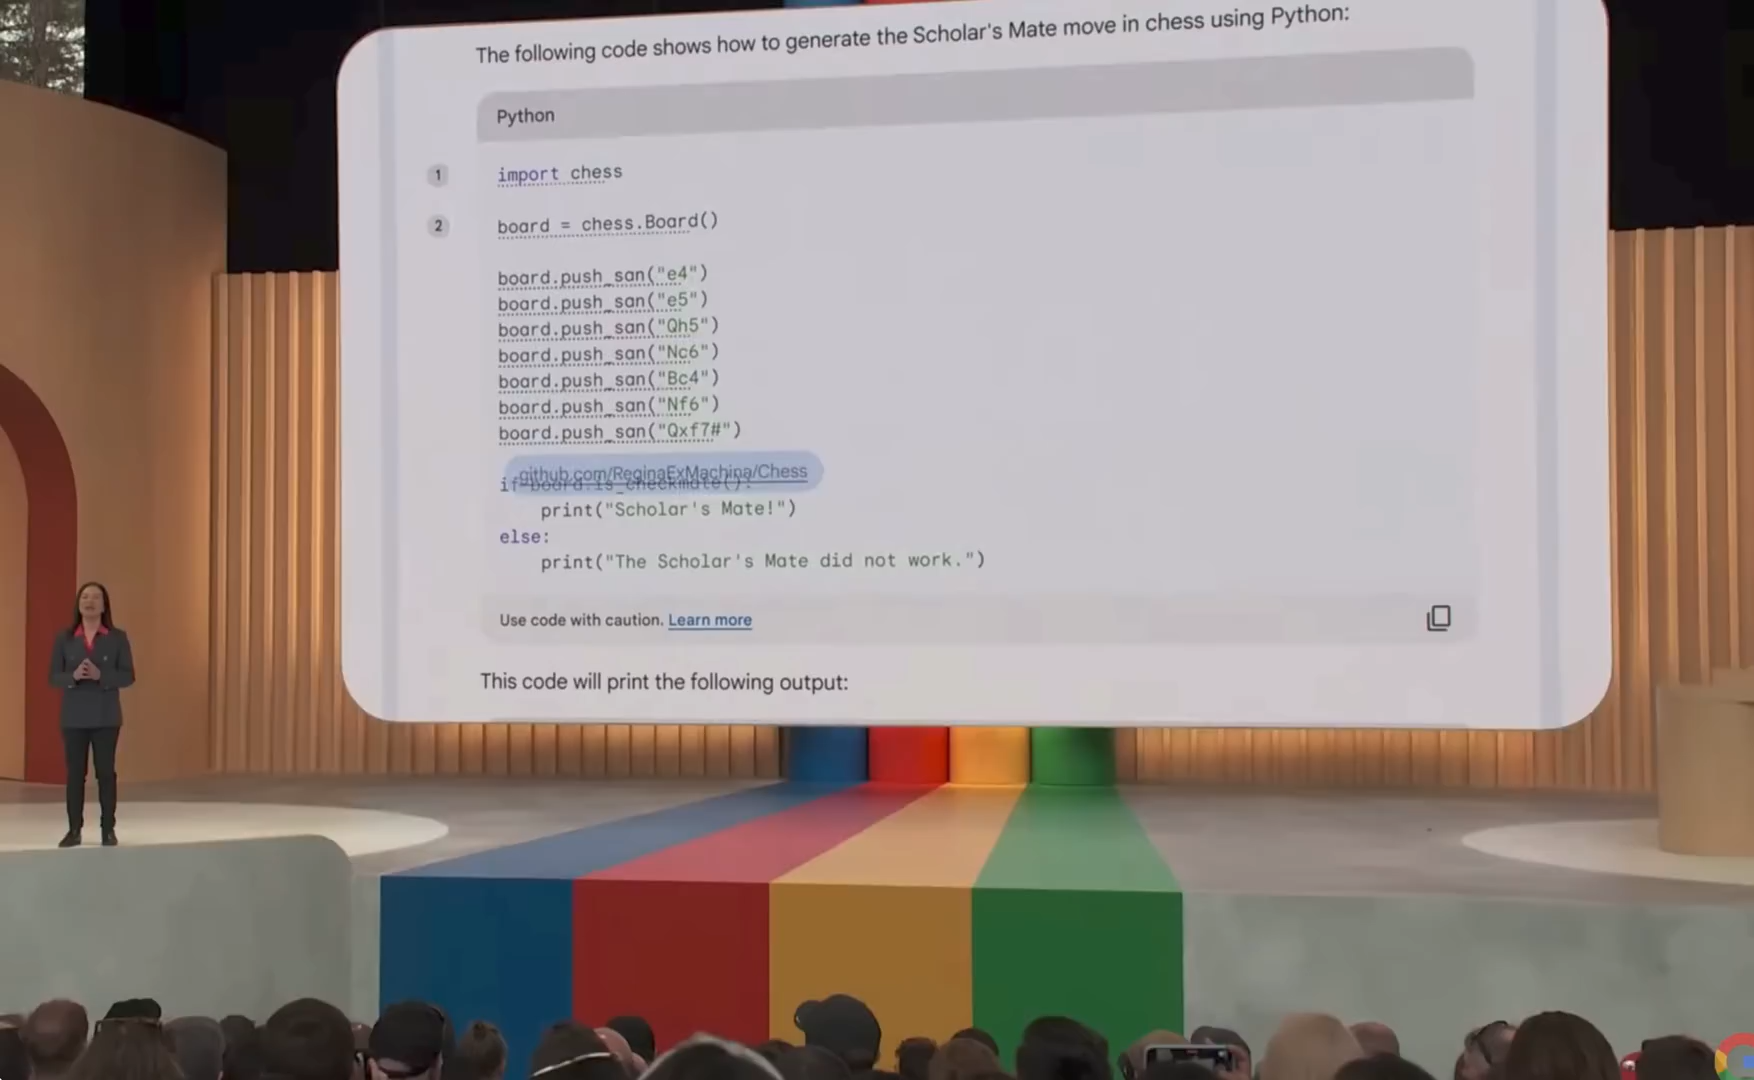 The following code shows how to generate the Scholar's Mate move in chess using Python:
Python
1 import chess
2 board = chess.Board()
board.push_san("e4")
board.push_san("e5")
board.push_san("Qh5")
board.push_san("Nc6")
board.push_san("Bc4")
board.push_san("Nf6")
board.push_san("Qxf7#")
github.com/ReginaExMachina/Chess
if board.is_checkmate():
print("Scholar's Mate!")
else:
print("The Scholar's Mate did not work.")
Use code with caution. Learn more
This code will print the following output: